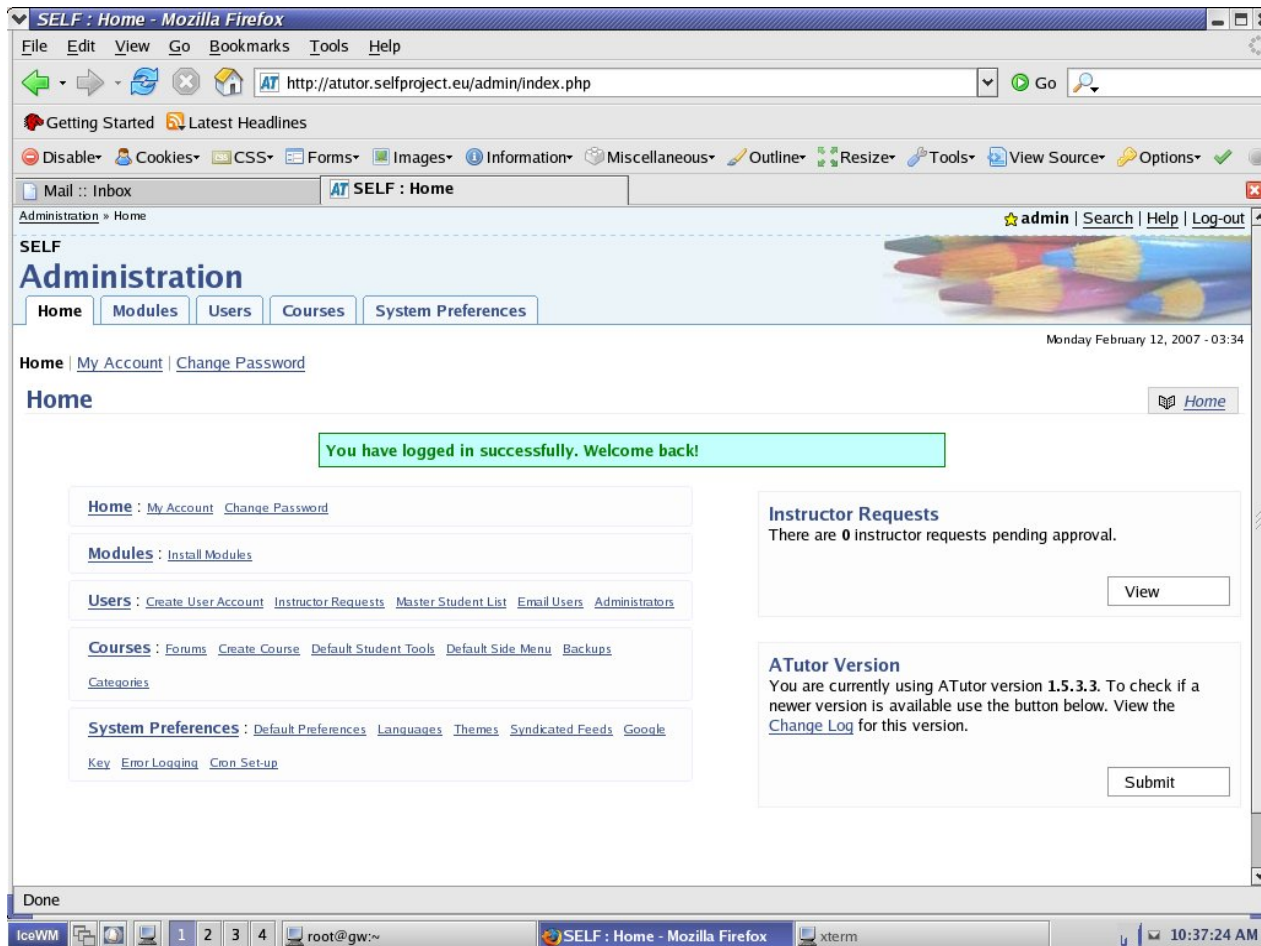 SELF : Home - Mozilla Firefox
File Edit View Go Bookmarks Tools Help
AT http://atutor.selfproject.eu/admin/index.php Go
Getting Started Latest Headlines
Disable CSS Cookies Forms Images Information Miscellaneous Outline Resize Tools View Source Options
Mail :: Inbox AT SELF : Home
Administration » Home admin | Search | Help | Log-out
SELF
Administration
Home Modules Users Courses System Preferences
Monday February 12, 2007 - 03:34
Home | My Account | Change Password
Home Home
You have logged in successfully. Welcome back!
Home : My Account Change Password
Modules : Install Modules
Users : Create User Account Instructor Requests Master Student List Email Users Administrators
Courses : Forums Create Course Default Student Tools Default Side Menu Backups
Categories
System Preferences : Default Preferences Languages Themes Syndicated Feeds Google
Key Error Logging Cron Set-up
Instructor Requests
There are 0 instructor requests pending approval.
View
ATutor Version
You are currently using ATutor version 1.5.3.3. To check if a
newer version is available use the button below. View the
Change Log for this version.
Submit
Done
IceWM 1 2 3 4 root@gw:~ SELF : Home - Mozilla Firefox xterm 10:37:24 AM